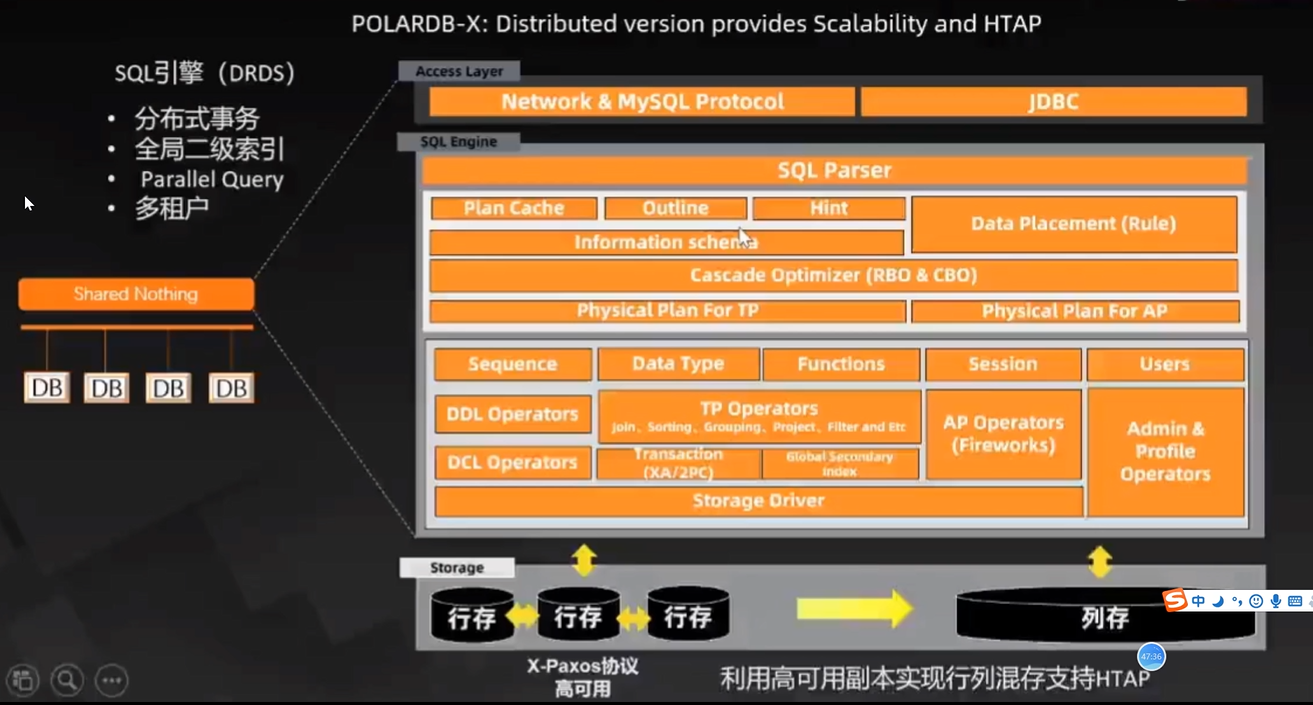 POLARDB-X: Distributed version provides Scalability and HTAP
SQL引擎（DRDS）
• 分布式事务
• 全局二级索引
• Parallel Query
• 多租户
Shared Nothing
DB DB DB DB
Access Layer
Network & MySQL Protocol JDBC
SQL Engine
SQL Parser
Plan Cache Outline Hint
Data Placement (Rule)
Information schema
Cascade Optimizer (RBO & CBO)
Physical Plan For TP Physical Plan For AP
Sequence Data Type Functions Session Users
DDL Operators
TP Operators
Join、Sorting、Grouping、Project、Filter and Etc
AP Operators
(Fireworks)
Admin &
Profile
Operators
DCL Operators
Transaction
(XA/2PC)
Global Secondary
Index
Storage Driver
Storage
行存 行存 行存 列存
中
47:36
X-Paxos协议
高可用
利用高可用副本实现行列混存支持HTAP